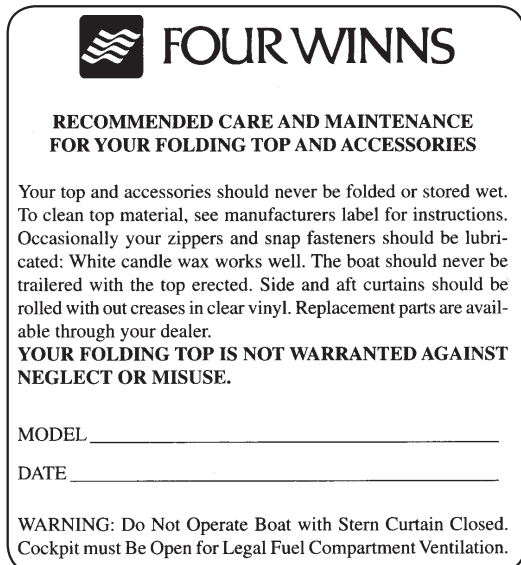 FOUR WINNS
RECOMMENDED CARE AND MAINTENANCE
FOR YOUR FOLDING TOP AND ACCESSORIES
Your top and accessories should never be folded or stored wet.
To clean top material, see manufacturers label for instructions.
Occasionally your zippers and snap fasteners should be lubri-
cated: White candle wax works well. The boat should never be
trailered with the top erected. Side and aft curtains should be
rolled with out creases in clear vinyl. Replacement parts are avail-
able through your dealer.
YOUR FOLDING TOP IS NOT WARRANTED AGAINST
NEGLECT OR MISUSE.
MODEL
DATE
WARNING: Do Not Operate Boat with Stern Curtain Closed.
Cockpit must Be Open for Legal Fuel Compartment Ventilation.